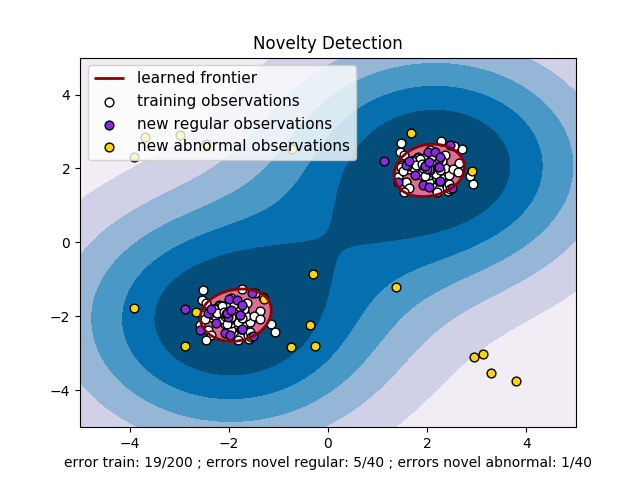 Novelty Detection
learned frontier
training observations
new regular observations
new abnormal observations
4
2
0
−2
−4
−4 −2 0 2 4
error train: 19/200 ; errors novel regular: 5/40 ; errors novel abnormal: 1/40